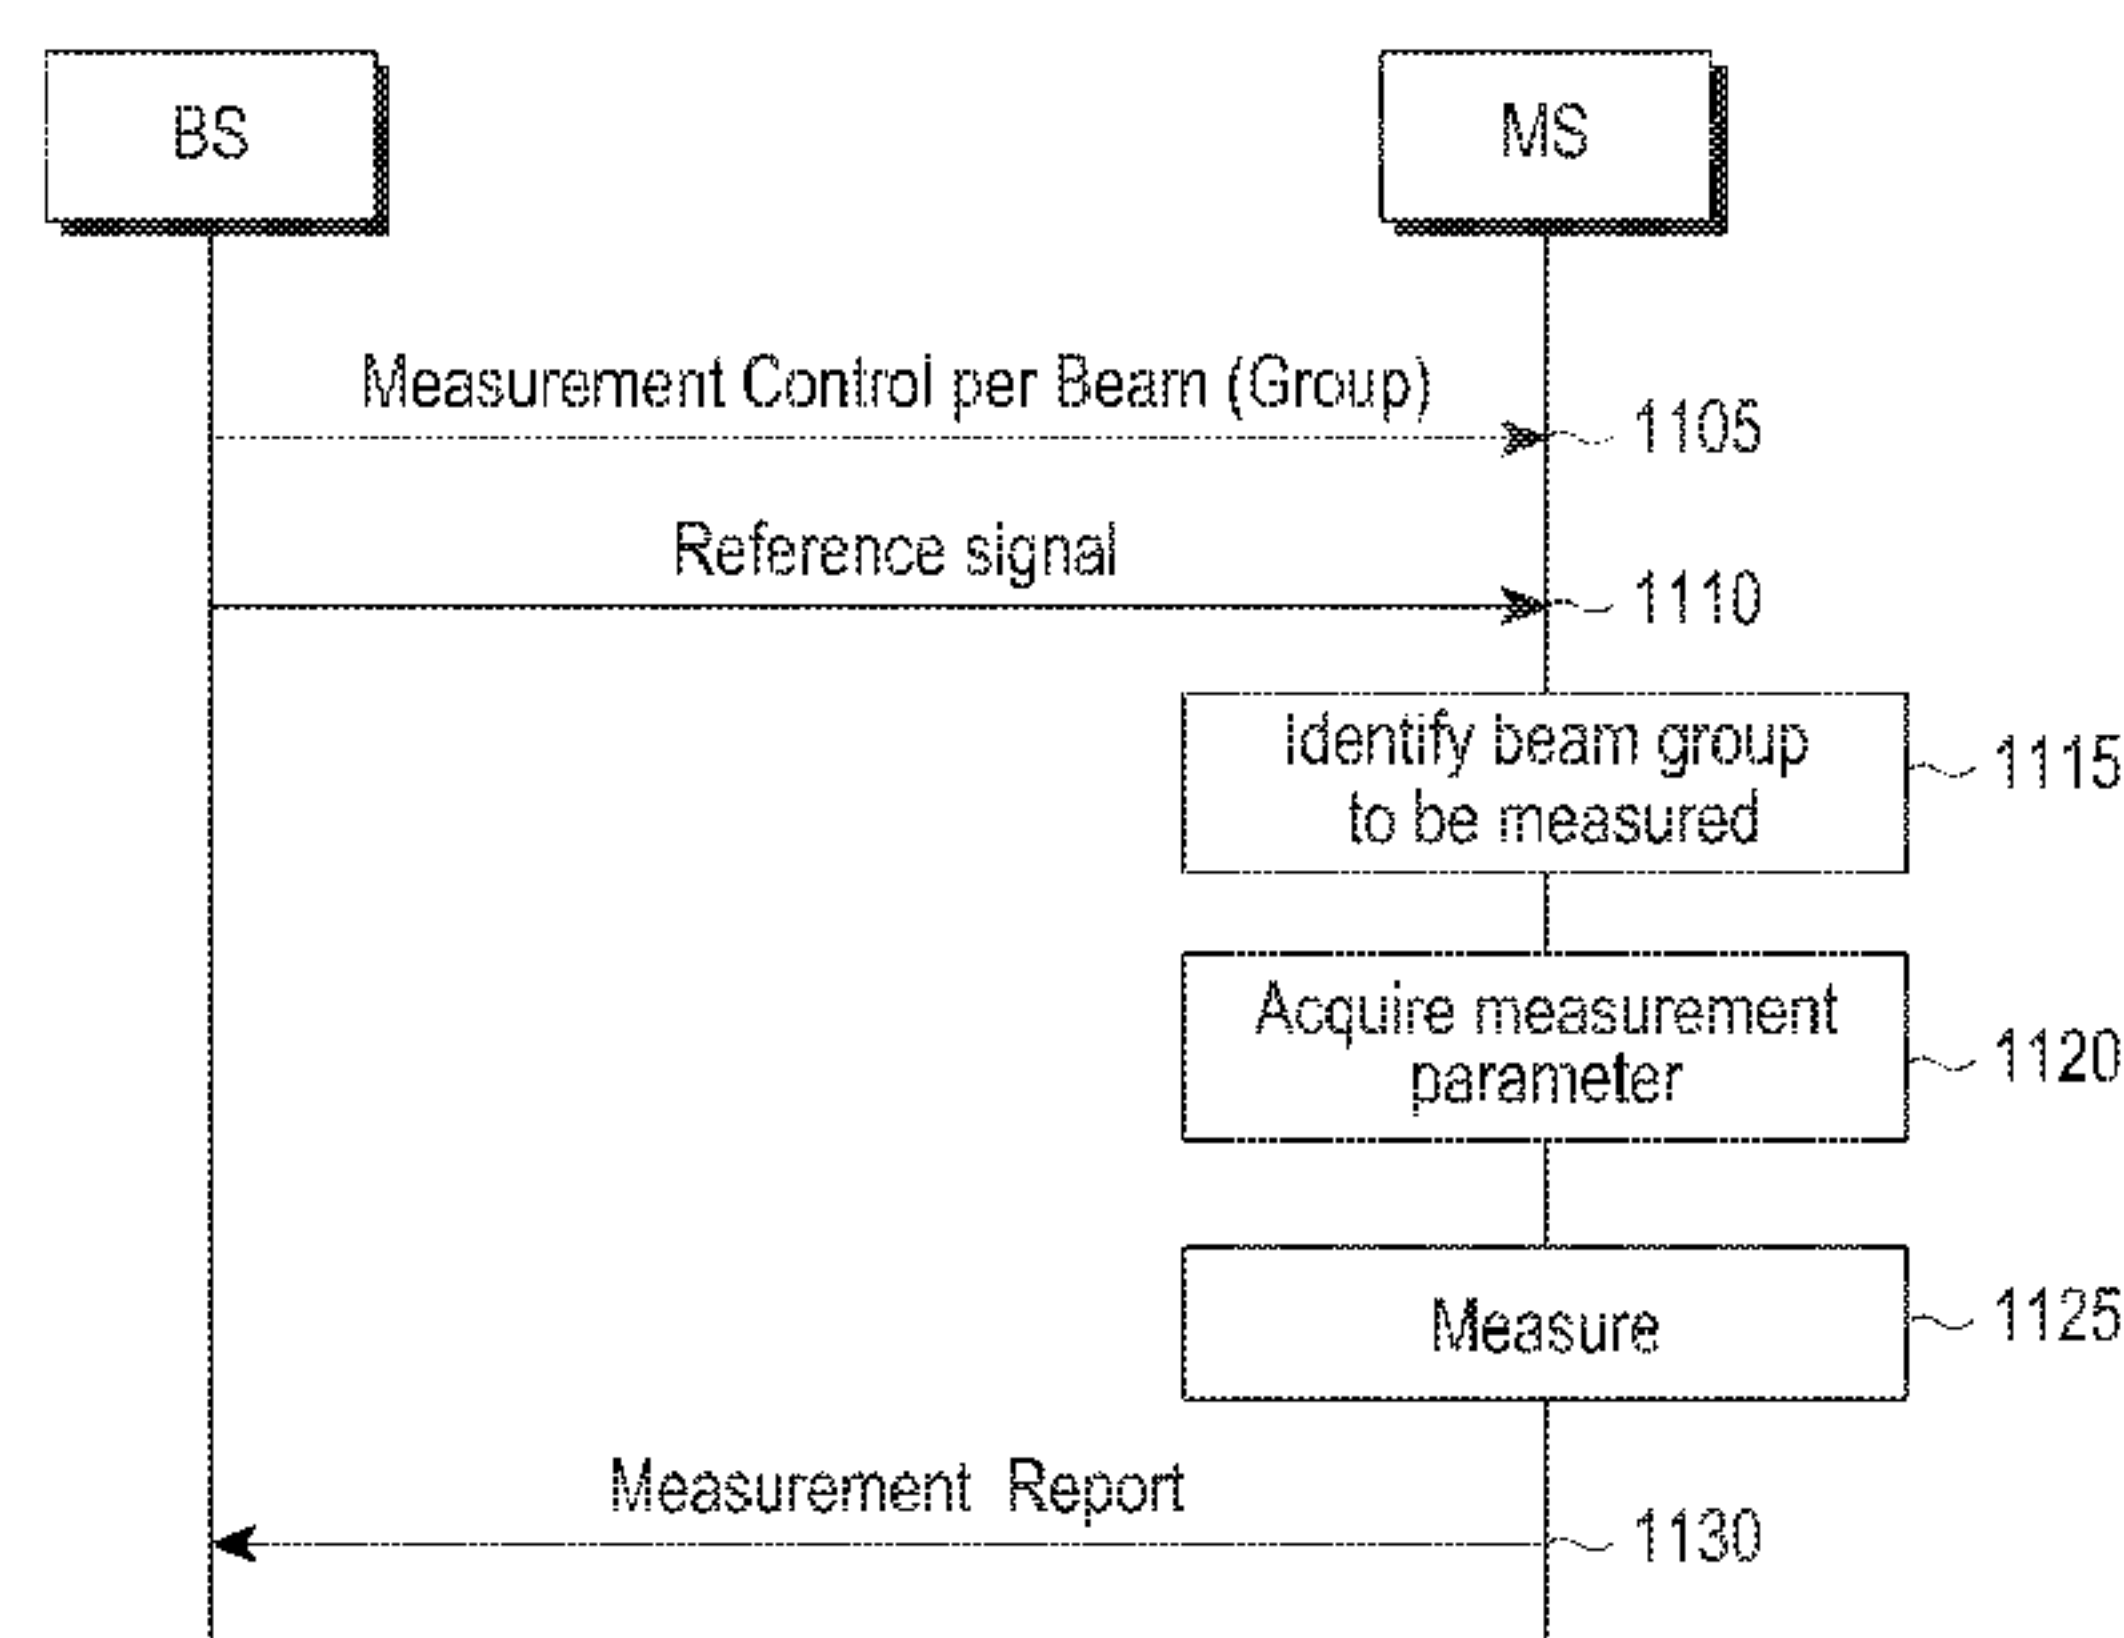 BS
MS
Measurement Control per Beam (Group)
1105
Reference signal
1110
Identify beam group
to be measured
1115
Acquire measurement
parameter
1120
Measure
1125
Measurement Report
1130